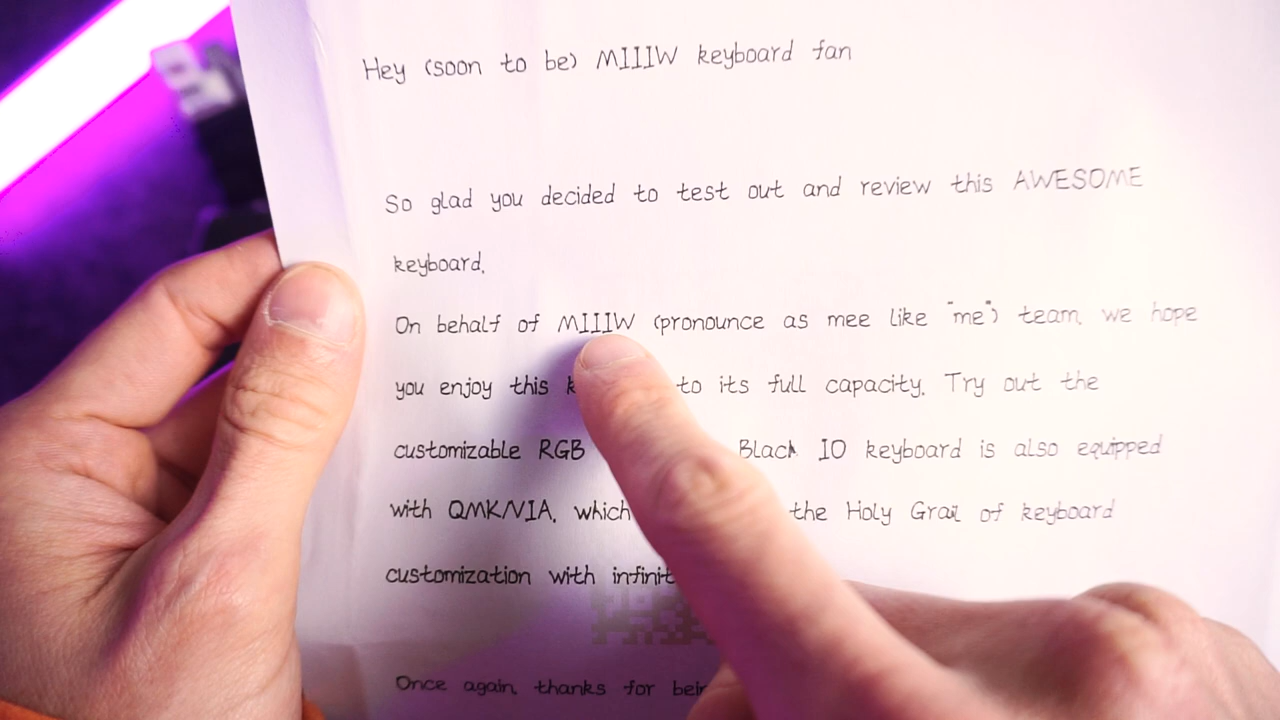 Hey (soon to be) MIIIW keyboard fan
So glad you decided to test out and review this AWESOME
keyboard.
On behalf of MIIIW (pronounce as mee like "me") team, we hope
you enjoy this to its full capacity. Try out the
customizable RGB Black IO keyboard is also equipped
with QMK/VIA, which the Holy Grail of keyboard
customization with
Once again, thanks for